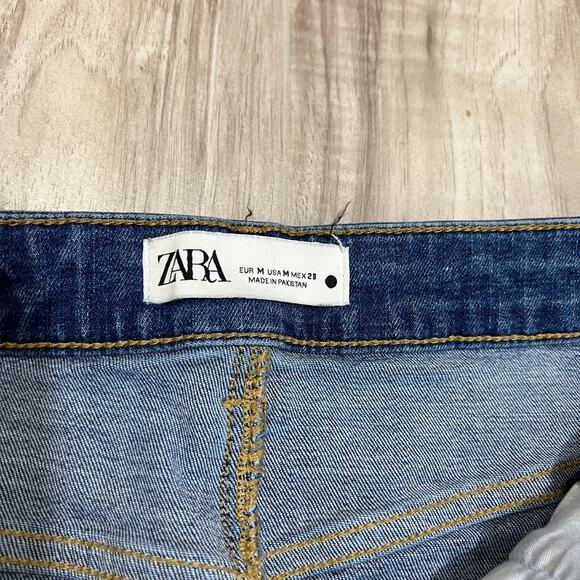 ZARA
EUR M USA M MEX 28
MADE IN PAKISTAN